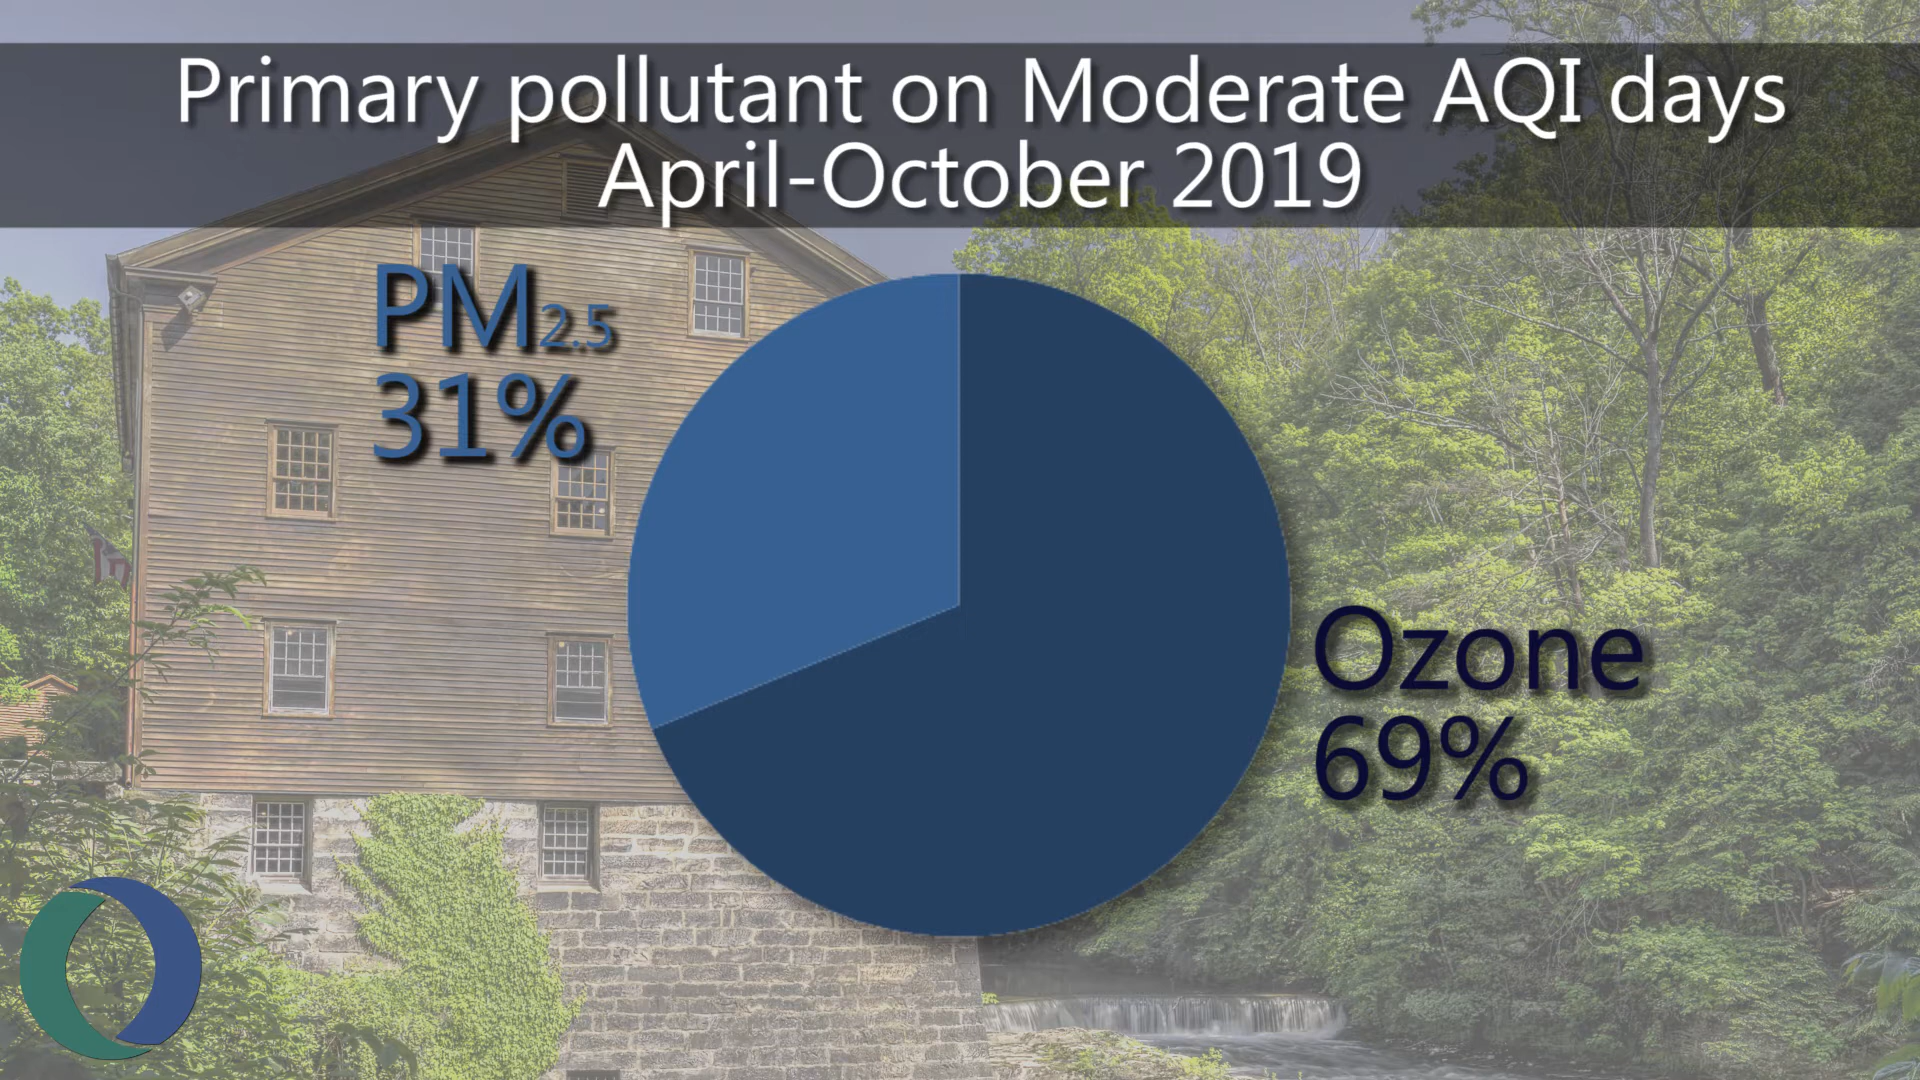 Primary pollutant on Moderate AQI days
April-October 2019
PM2.5
31%
Ozone
69%